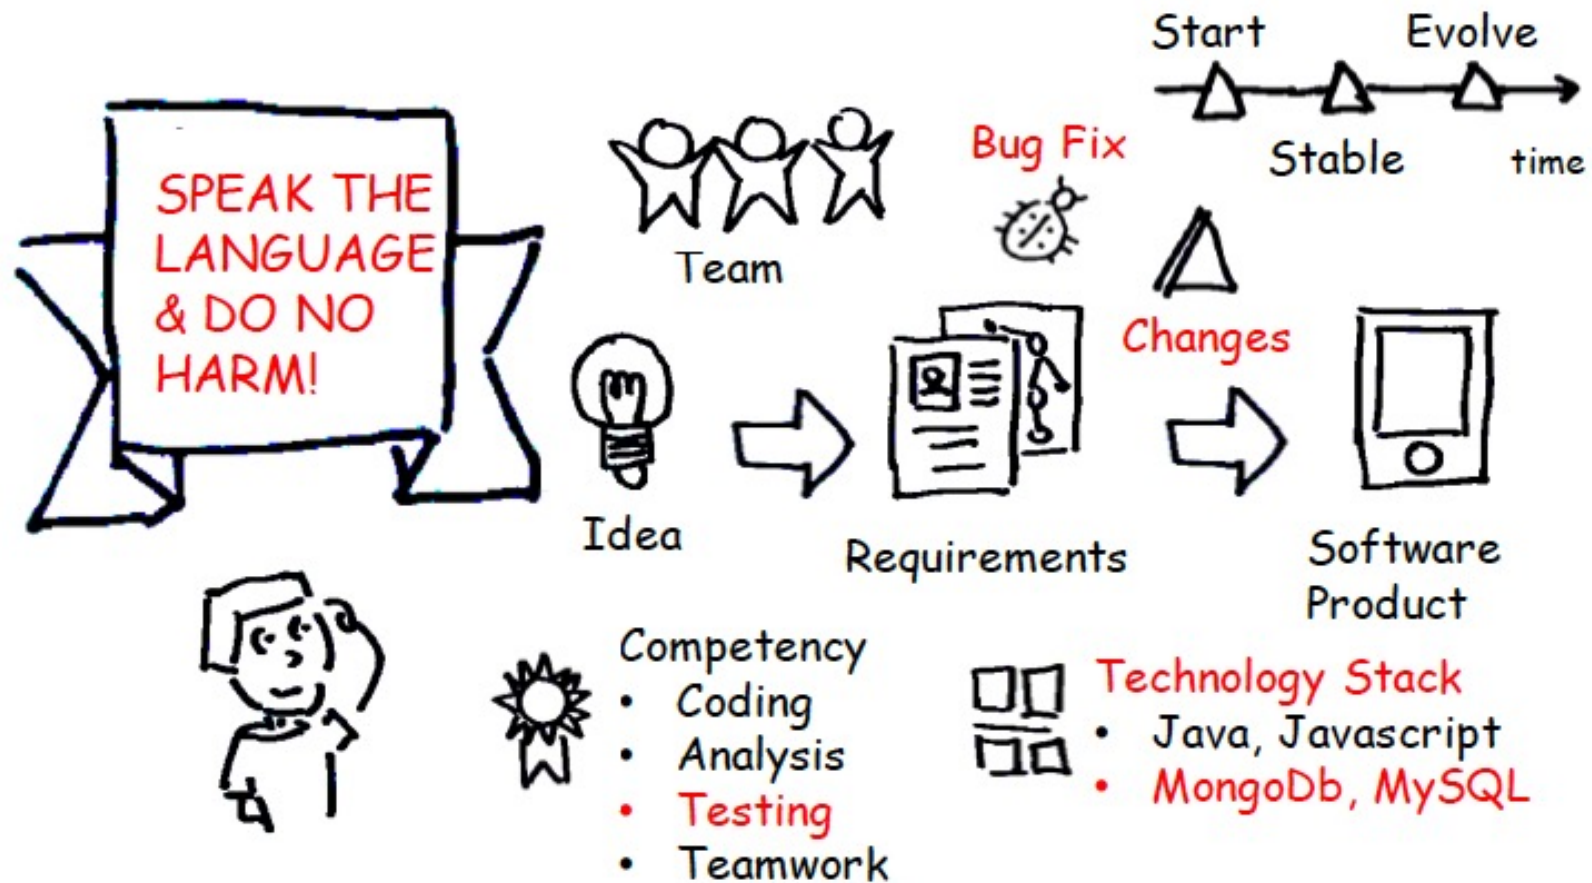 Start
Evolve
Stable
time
SPEAK THE
LANGUAGE
& DO NO
HARM!
Team
Bug Fix
Changes
Idea
Requirements
Software
Product
Competency
• Coding
• Analysis
• Testing
• Teamwork
Technology Stack
• Java, Javascript
• MongoDb, MySQL